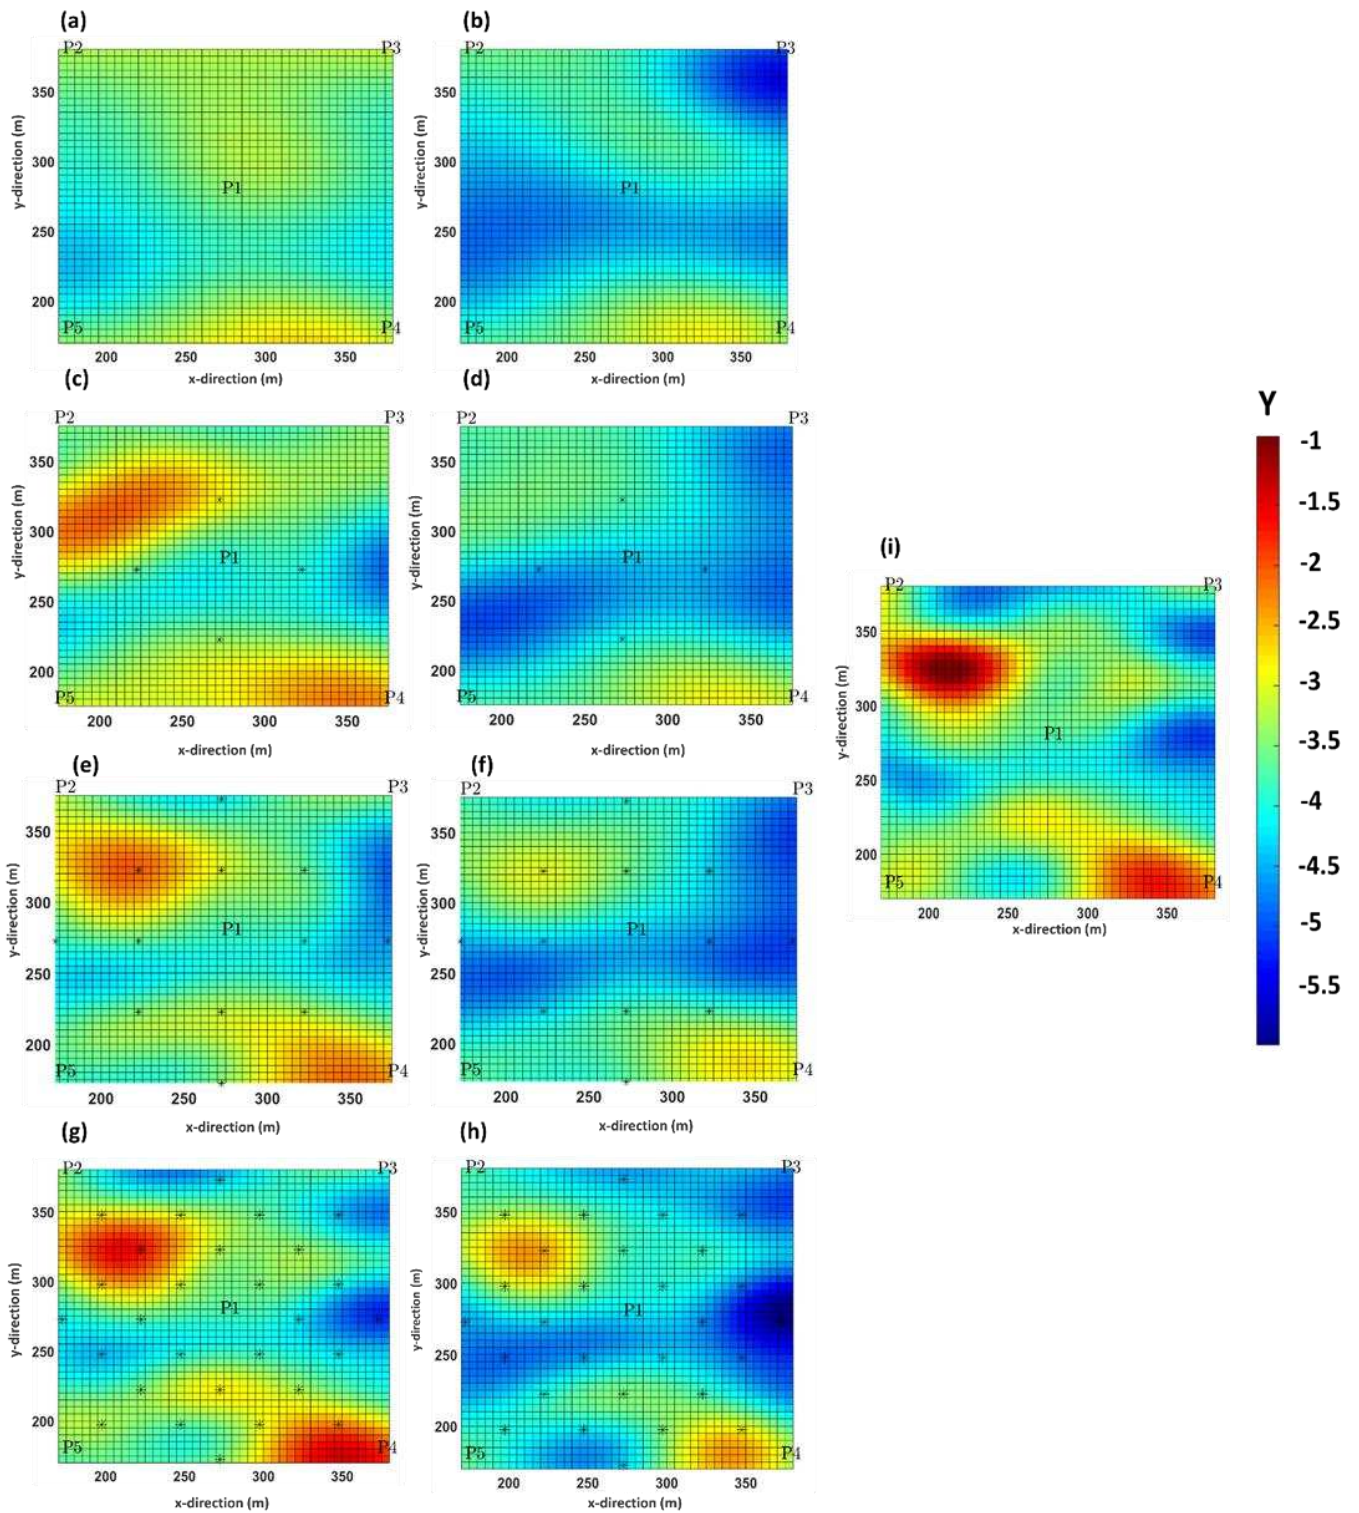 (a) (b)
P2 P3 P2 P3
350 350
300 300
P1 P1
250 250
200 200
P5 P4 P5 P4
y-direction (m) y-direction (m)
200 250 300 350 200 250 300 350
x-direction (m) x-direction (m)
(c) (d)
P2 P3 P2 P3
350 350
300 300
P1 P1
250 250
200 200
P5 P4 P5 P4
y-direction (m) y-direction (m)
200 250 300 350 200 250 300 350
x-direction (m) x-direction (m)
(e) (f)
P2 P3 P2 P3
350 350
300 300
P1 P1
250 250
200 200
P5 P4 P5 P4
y-direction (m) y-direction (m)
200 250 300 350 200 250 300 350
x-direction (m) x-direction (m)
(g) (h)
P2 P3 P2 P3
350 350
300 300
P1 P1
250 250
200 200
P5 P4 P5 P4
y-direction (m) y-direction (m)
200 250 300 350 200 250 300 350
x-direction (m) x-direction (m)
(i)
P2 P3
350
300
P1
250
200
P5 P4
y-direction (m)
200 250 300 350
x-direction (m)
Y
-1
-1.5
-2
-2.5
-3
-3.5
-4
-4.5
-5
-5.5